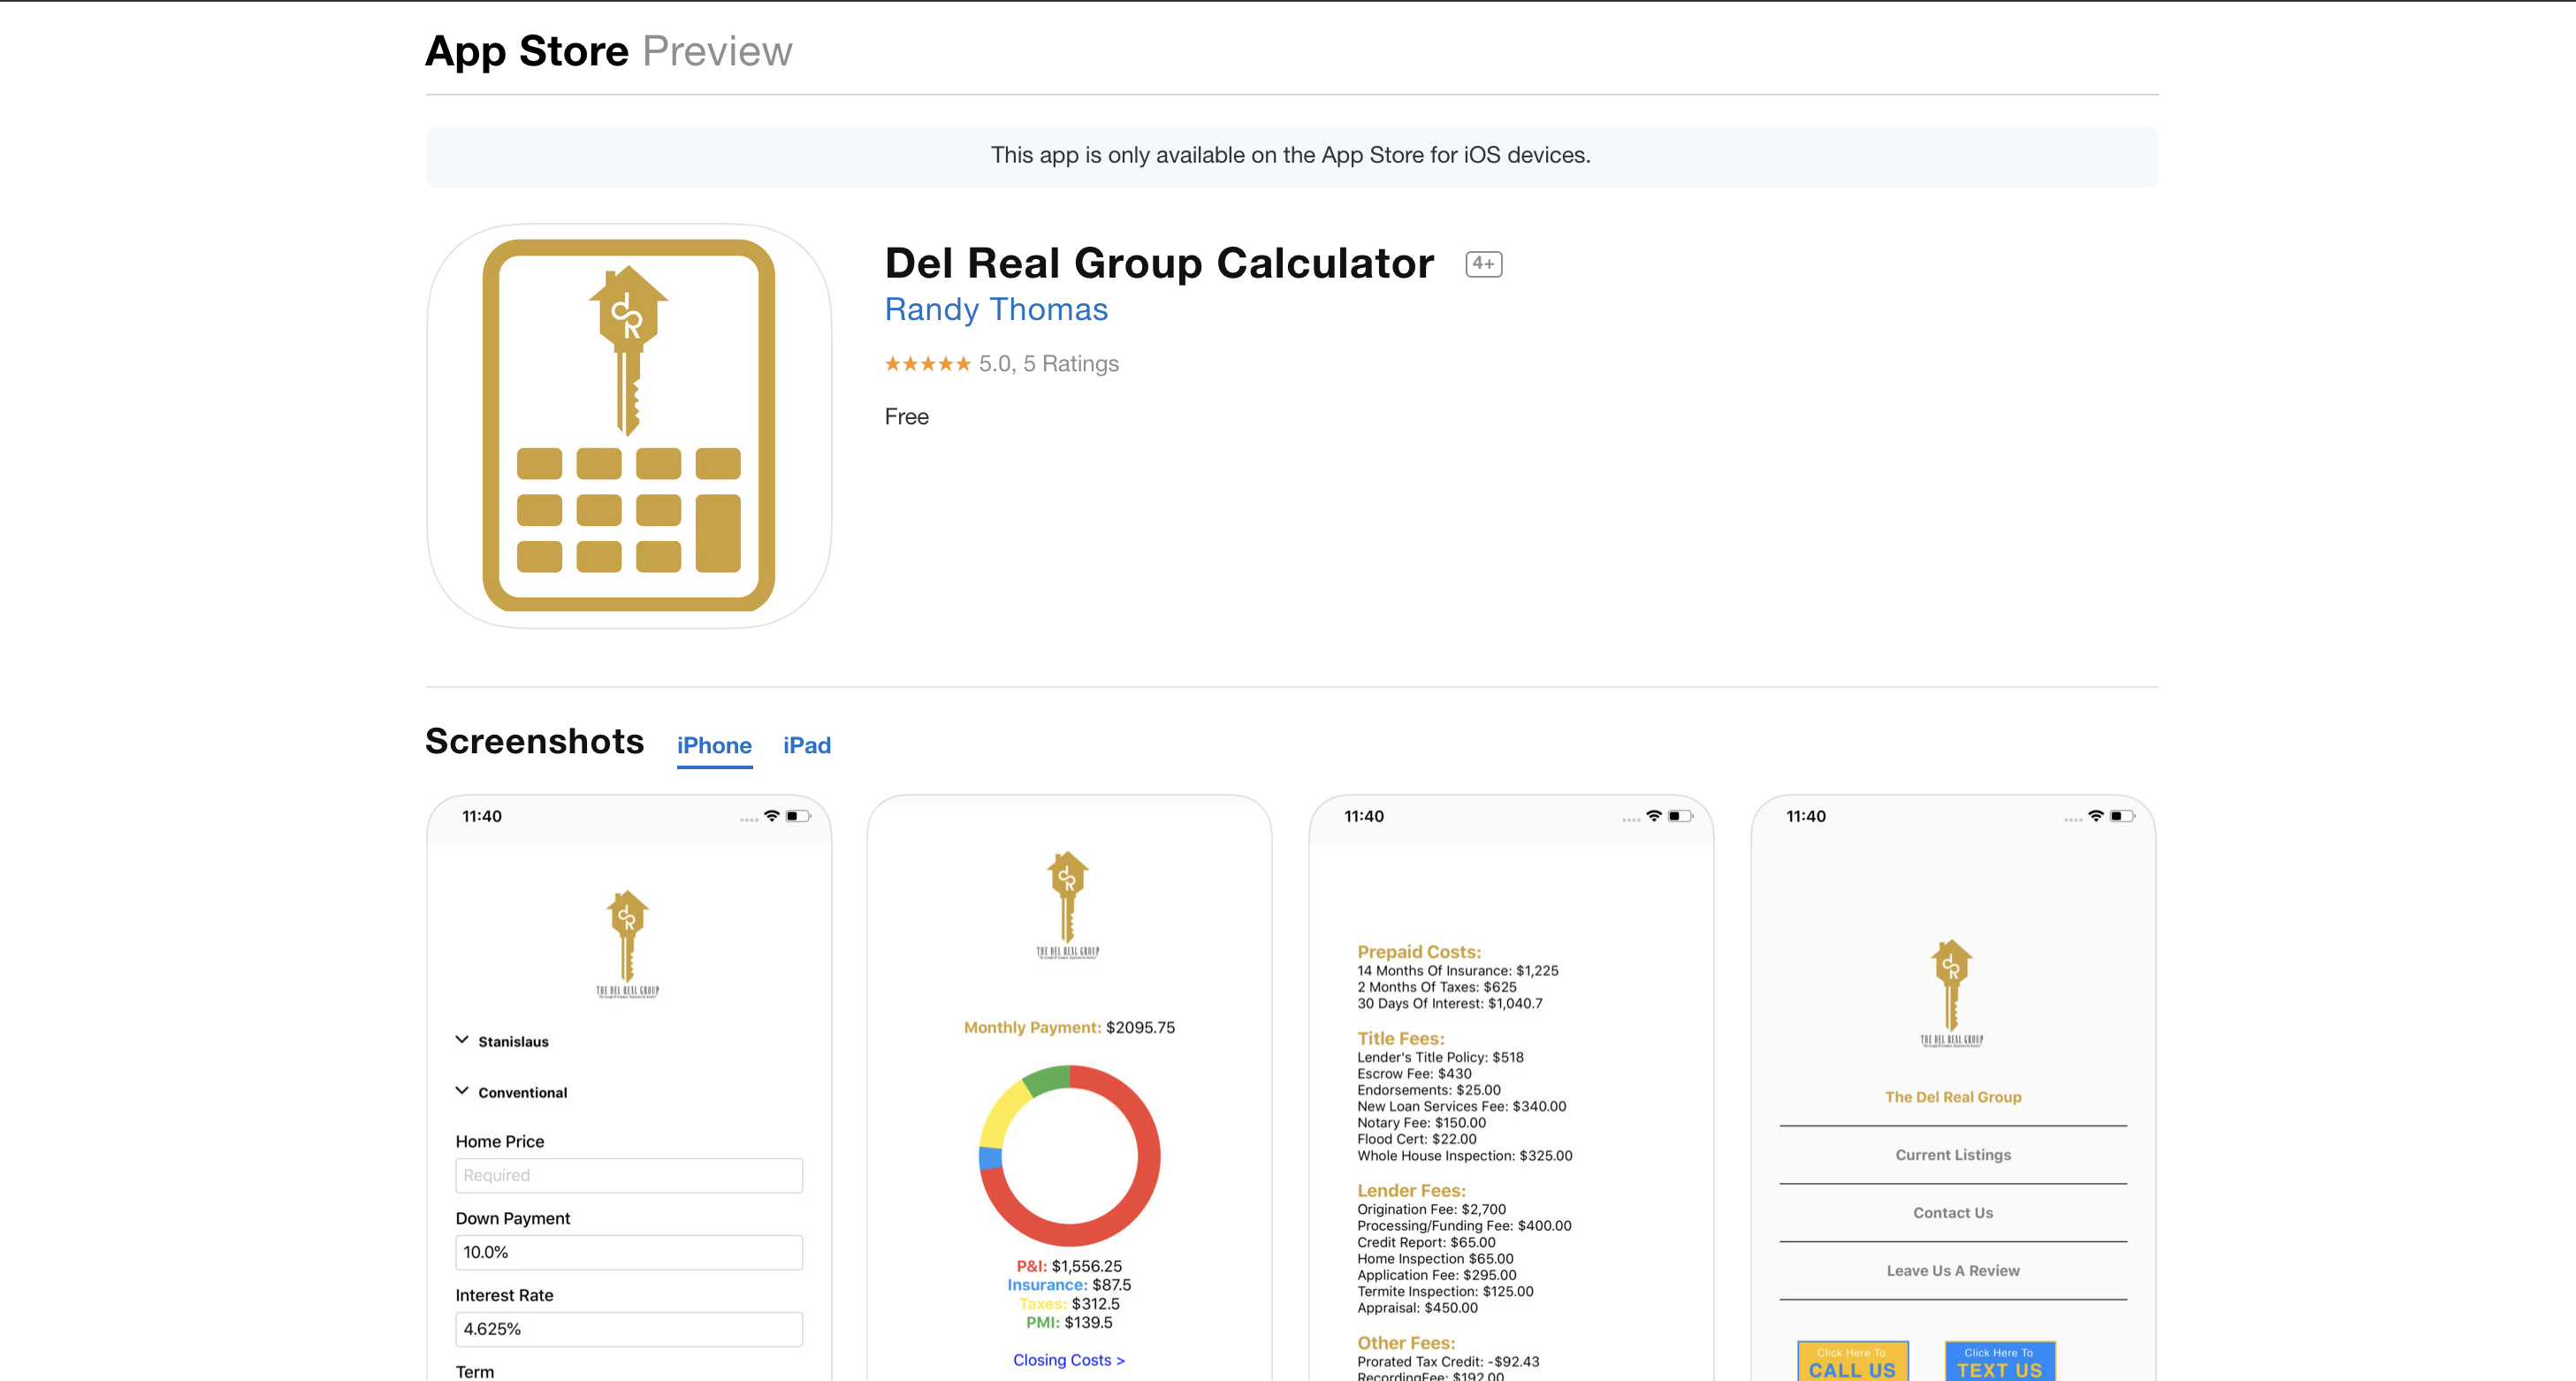 App Store Preview
This app is only available on the App Store for iOS devices.
Del Real Group Calculator 4+
Randy Thomas
★★★★★ 5.0, 5 Ratings
Free
Screenshots iPhone iPad
11:40
THE DEL REAL GROUP
Stanislaus
Conventional
Home Price
Required
Down Payment
10.0%
Interest Rate
4.625%
Term
THE DEL REAL GROUP
Monthly Payment: $2095.75
P&I: $1,556.25
Insurance: $87.5
Taxes: $312.5
PMI: $139.5
Closing Costs >
11:40
Prepaid Costs:
14 Months Of Insurance: $1,225
2 Months Of Taxes: $625
30 Days Of Interest: $1,040.7
Title Fees:
Lender's Title Policy: $518
Escrow Fee: $430
Endorsements: $25.00
New Loan Services Fee: $340.00
Notary Fee: $150.00
Flood Cert: $22.00
Whole House Inspection: $325.00
Lender Fees:
Origination Fee: $2,700
Processing/Funding Fee: $400.00
Credit Report: $65.00
Home Inspection $65.00
Application Fee: $295.00
Termite Inspection: $125.00
Appraisal: $450.00
Other Fees:
Prorated Tax Credit: -$92.43
RecordingFee: $192.00
11:40
THE DEL REAL GROUP
The Del Real Group
Current Listings
Contact Us
Leave Us A Review
Click Here To
CALL US
Click Here To
TEXT US